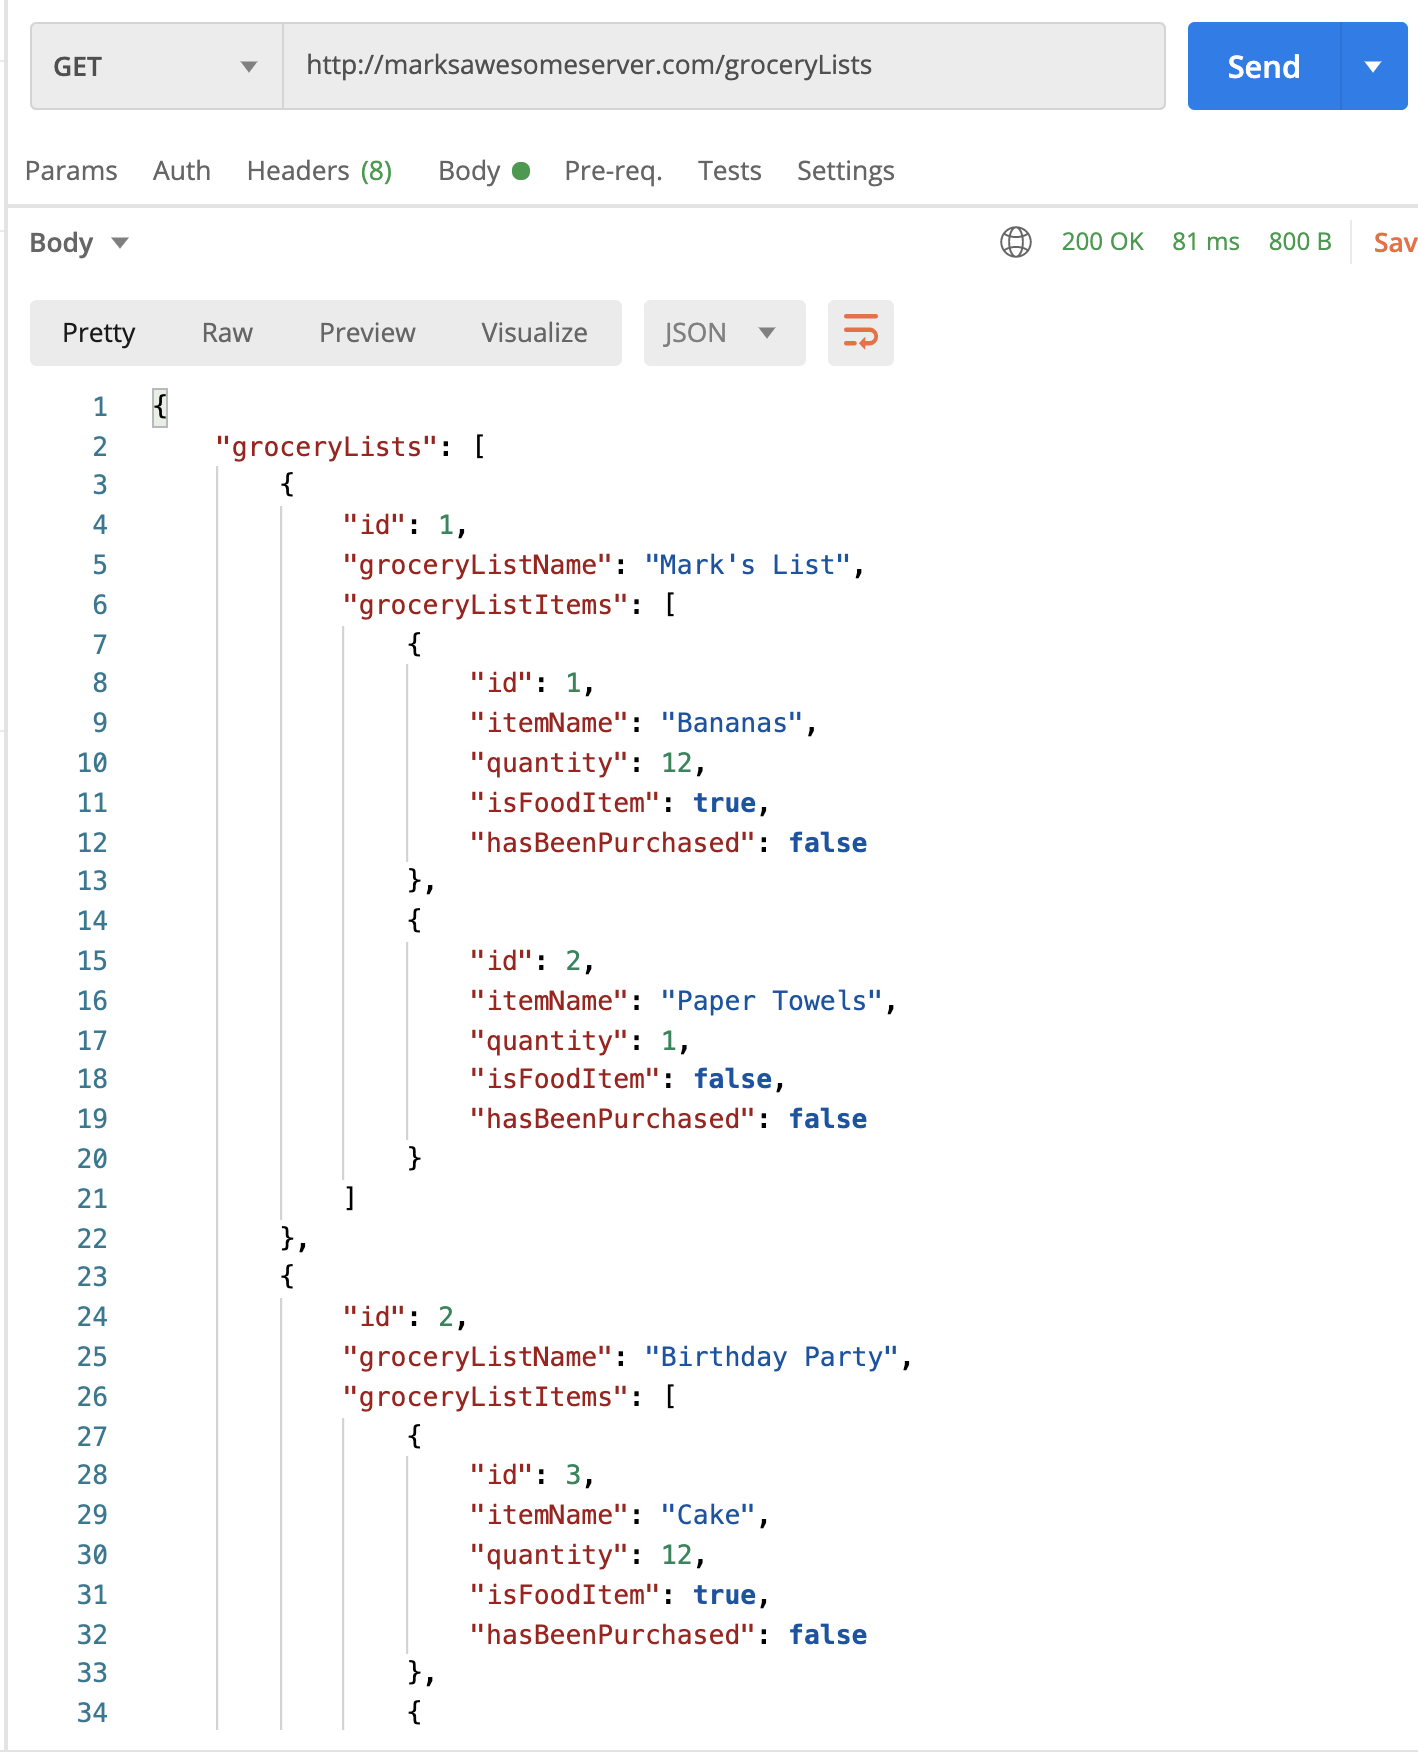 GET http://marksawesomeserver.com/groceryLists Send
Params Auth Headers (8) Body Pre-req. Tests Settings
Body 200 OK 81 ms 800 B Sav
Pretty Raw Preview Visualize JSON
1 {
2 "groceryLists": [
3 {
4 "id": 1,
5 "groceryListName": "Mark's List",
6 "groceryListItems": [
7 {
8 "id": 1,
9 "itemName": "Bananas",
10 "quantity": 12,
11 "isFoodItem": true,
12 "hasBeenPurchased": false
13 },
14 {
15 "id": 2,
16 "itemName": "Paper Towels",
17 "quantity": 1,
18 "isFoodItem": false,
19 "hasBeenPurchased": false
20 }
21 ]
22 },
23 {
24 "id": 2,
25 "groceryListName": "Birthday Party",
26 "groceryListItems": [
27 {
28 "id": 3,
29 "itemName": "Cake",
30 "quantity": 12,
31 "isFoodItem": true,
32 "hasBeenPurchased": false
33 },
34 {